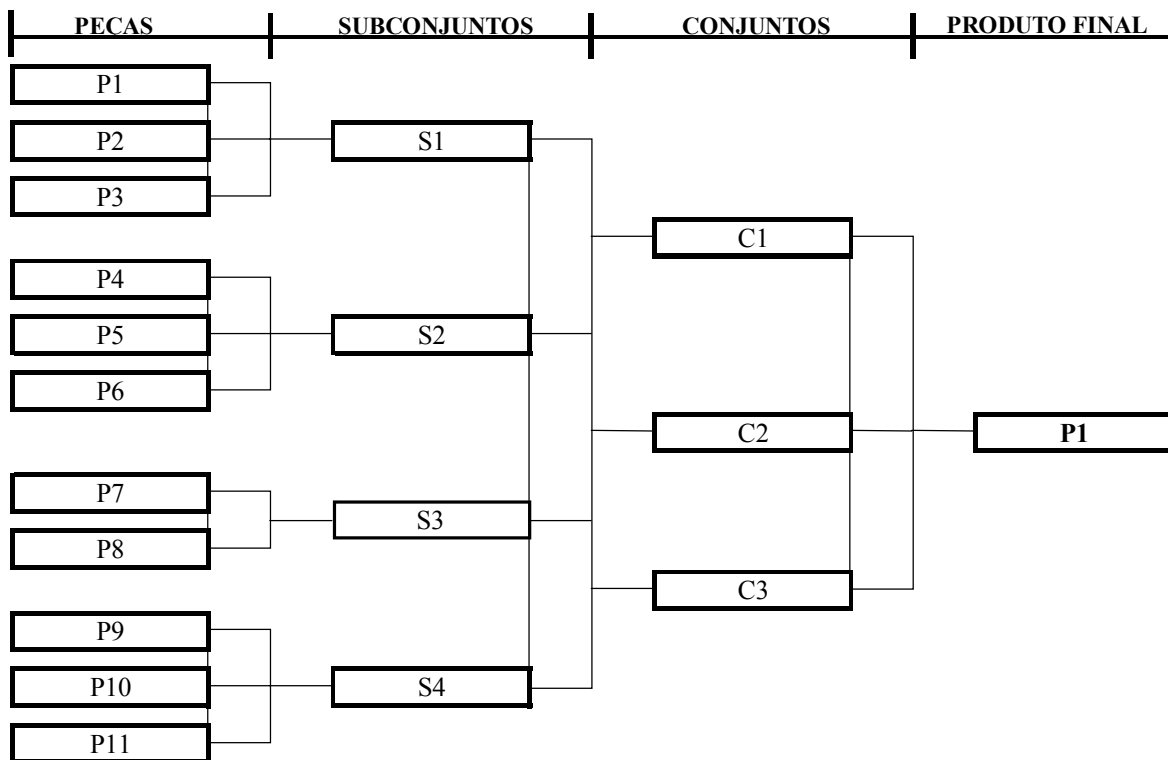 PECAS SUBCONJUNTOS CONJUNTOS PRODUTO FINAL
P1
P2
P3
P4
P5
P6
P7
P8
P9
P10
P11
S1
S2
S3
S4
C1
C2
C3
P1